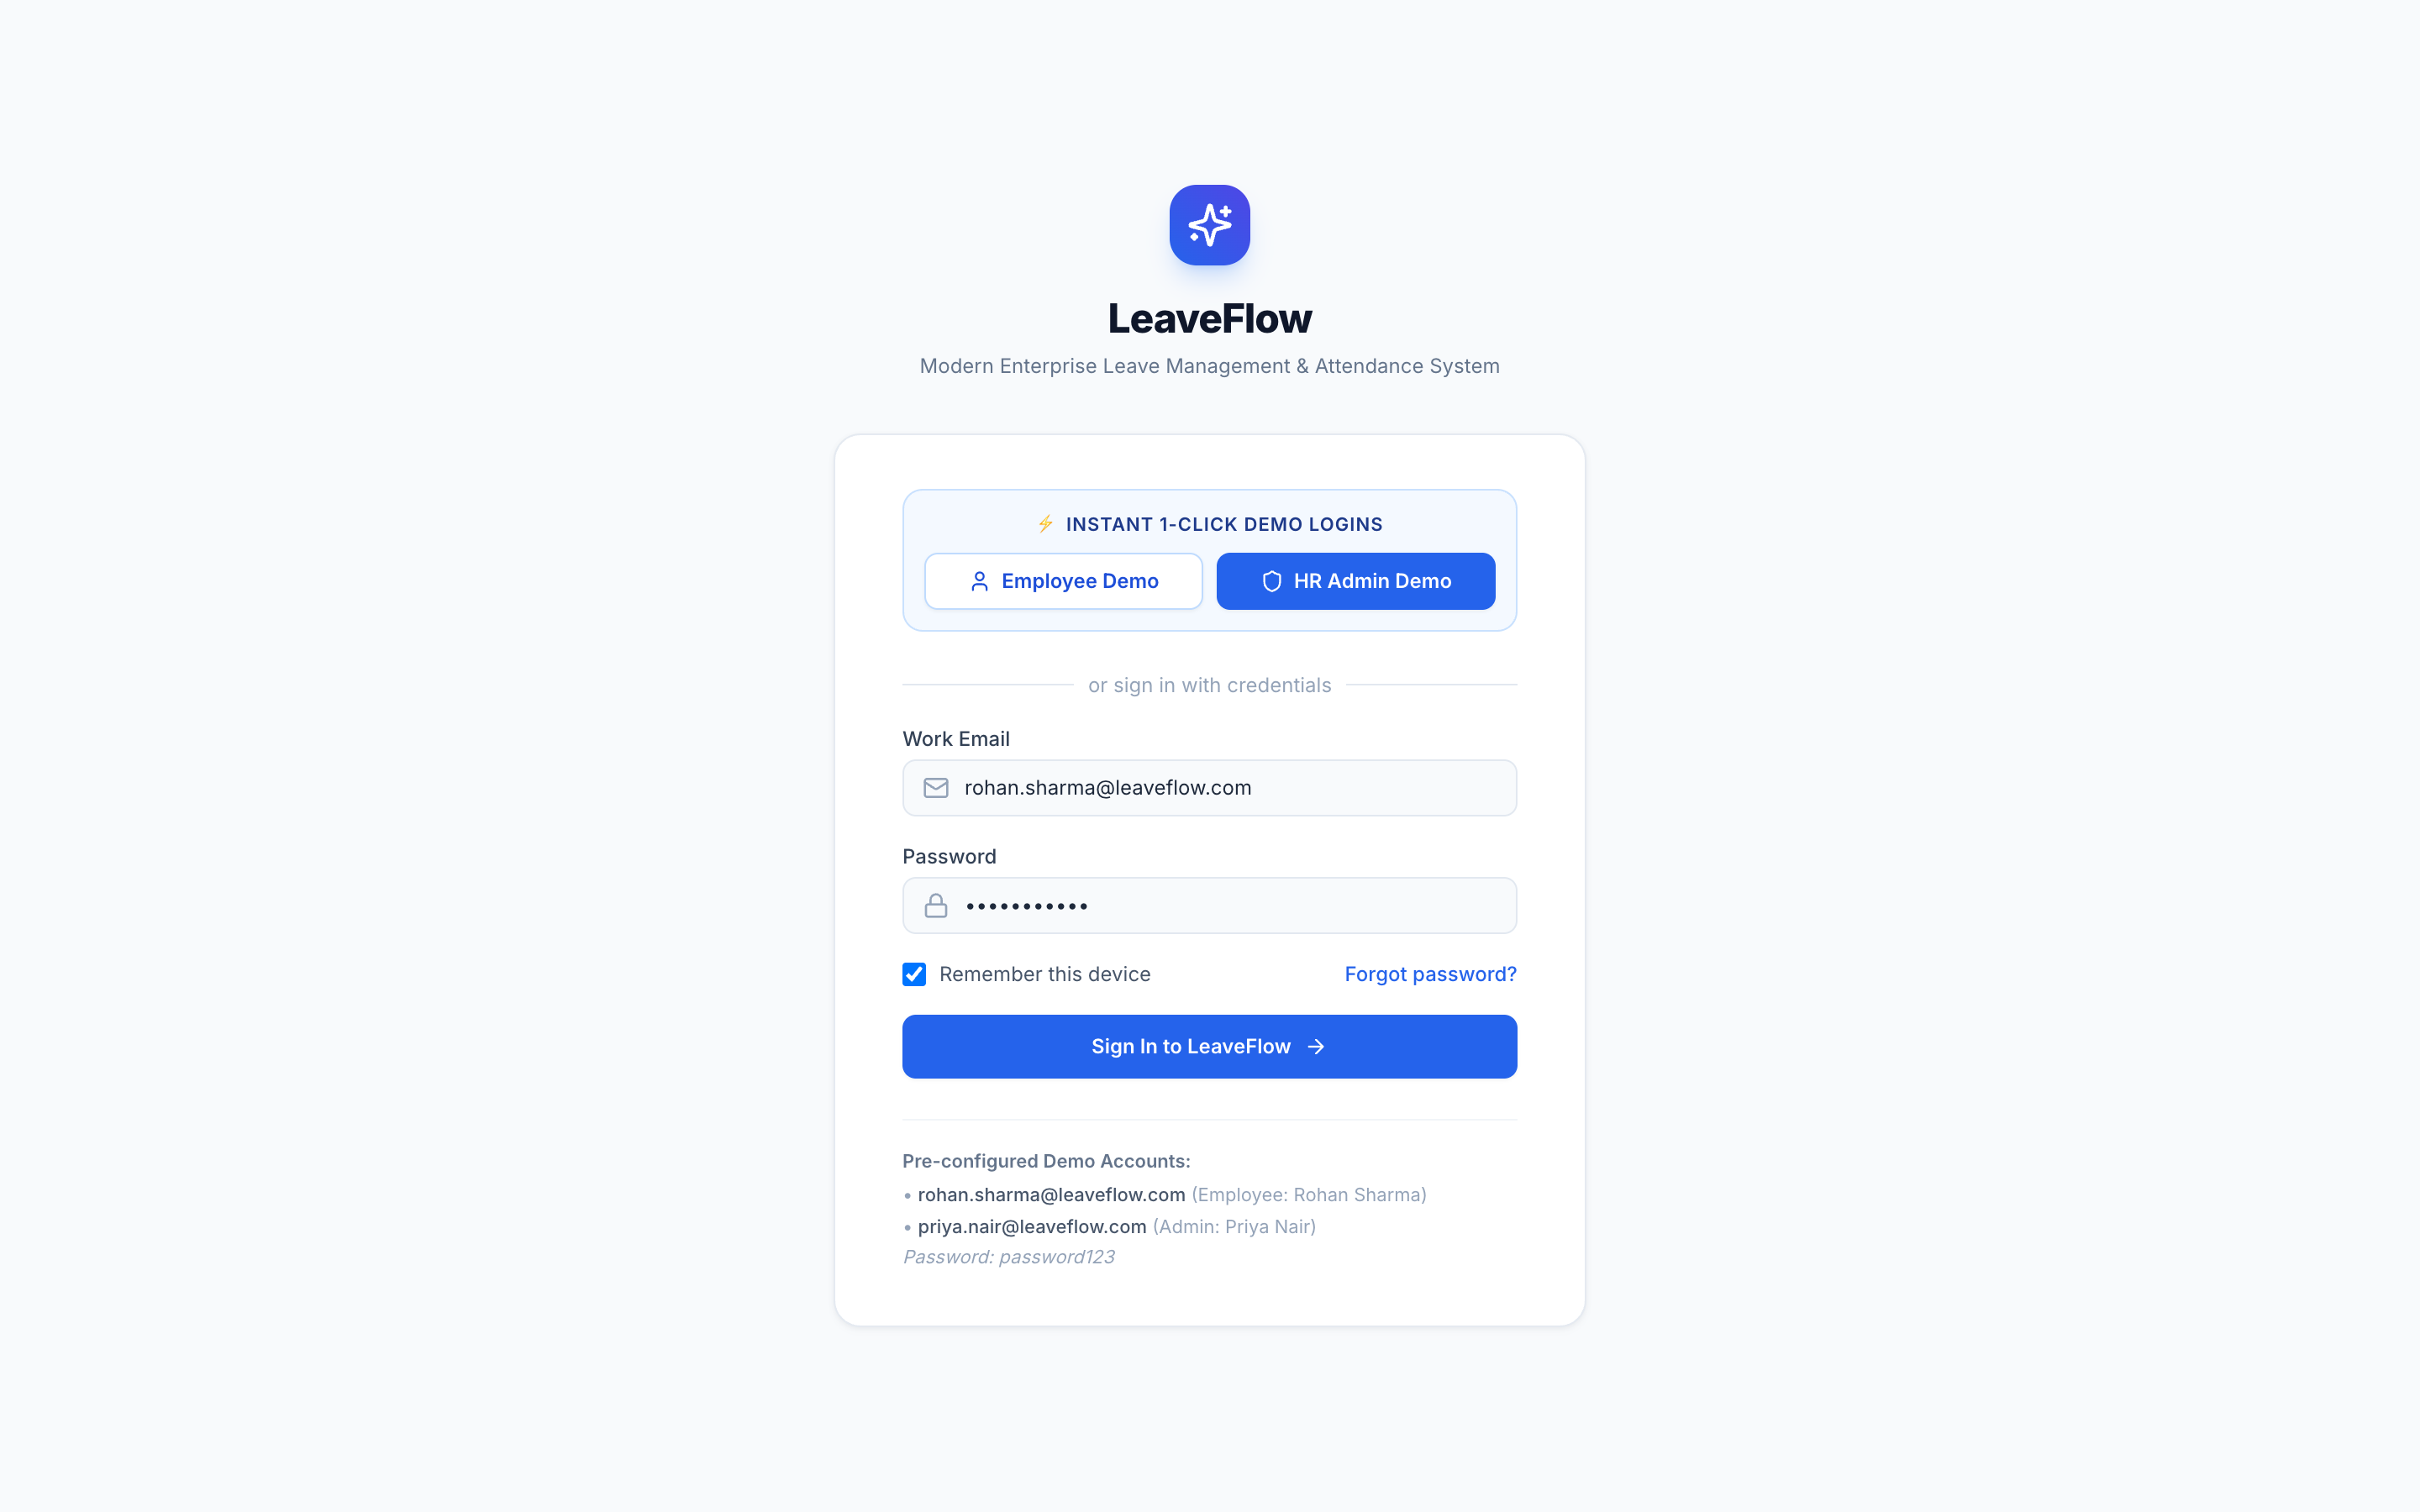 LeaveFlow
Modern Enterprise Leave Management & Attendance System
⚡ INSTANT 1-CLICK DEMO LOGINS
Employee Demo
HR Admin Demo
or sign in with credentials
Work Email
rohan.sharma@leaveflow.com
Password
•••••••••••
Remember this device
Forgot password?
Sign In to LeaveFlow →
Pre-configured Demo Accounts:
• rohan.sharma@leaveflow.com (Employee: Rohan Sharma)
• priya.nair@leaveflow.com (Admin: Priya Nair)
Password: password123